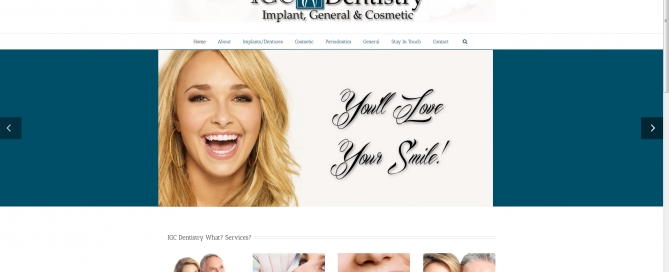 IGC Dentistry
Implant, General & Cosmetic
Home About Implants/Dentures Cosmetic Periodontics General Stay In Touch Contact
You'll Love
Your Smile!
IGC Dentistry What? Services?